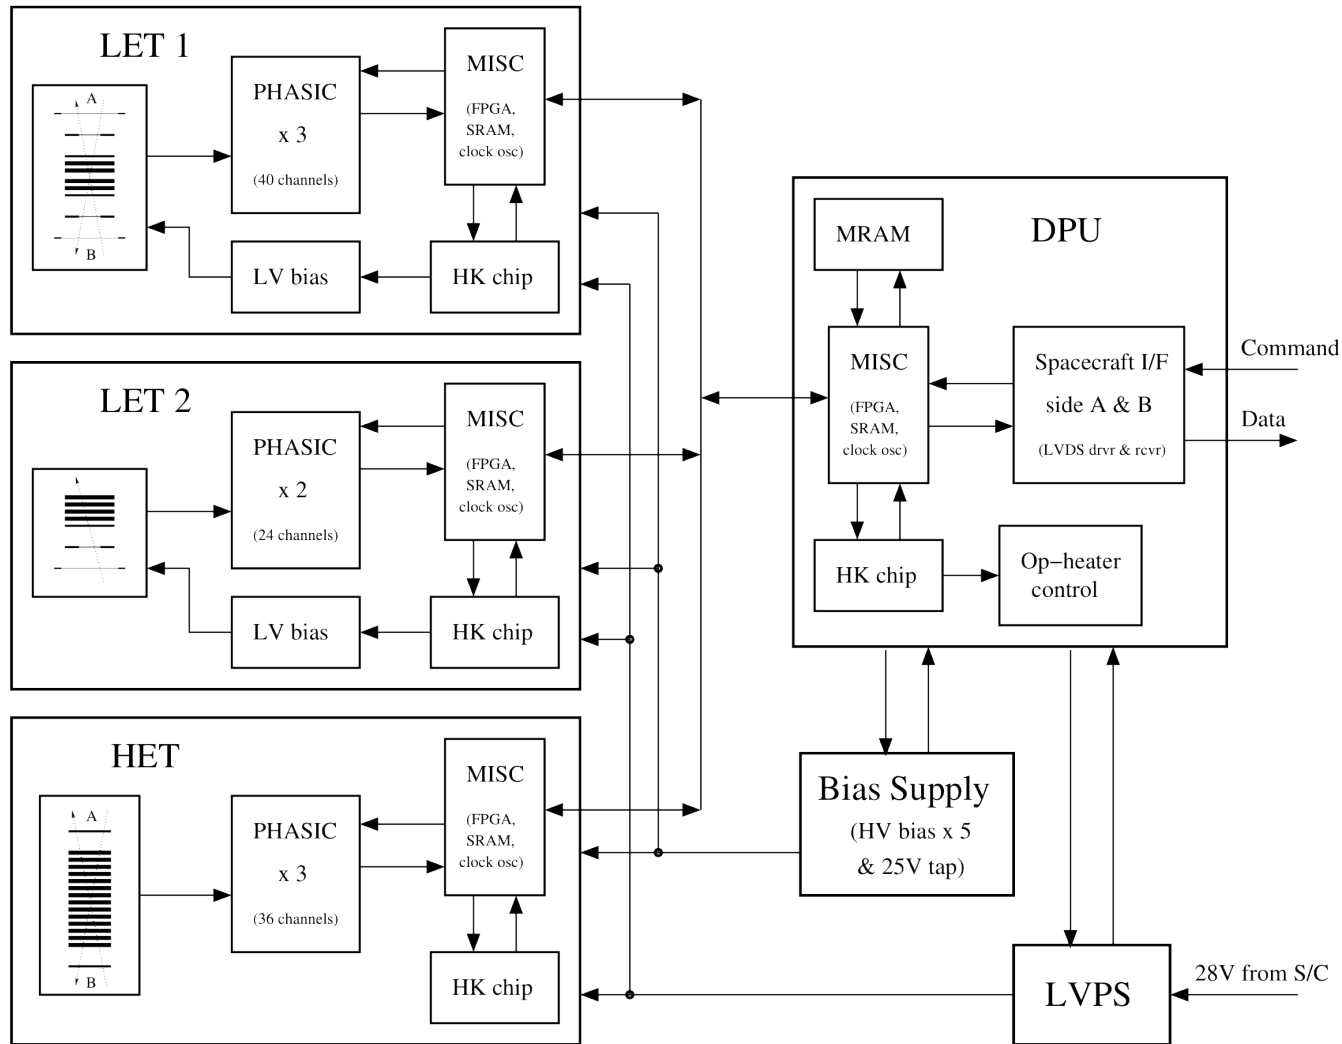 LET 1
A
B
PHASIC
x 3
(40 channels)
MISC
(FPGA,
SRAM,
clock osc)
LV bias
HK chip
LET 2
PHASIC
x 2
(24 channels)
MISC
(FPGA,
SRAM,
clock osc)
LV bias
HK chip
HET
A
B
PHASIC
x 3
(36 channels)
MISC
(FPGA,
SRAM,
clock osc)
HK chip
DPU
MRAM
MISC
(FPGA,
SRAM,
clock osc)
Spacecraft I/F
side A & B
(LVDS drvr & rcvr)
Command
Data
HK chip
Op−heater
control
Bias Supply
(HV bias x 5
& 25V tap)
LVPS
28V from S/C